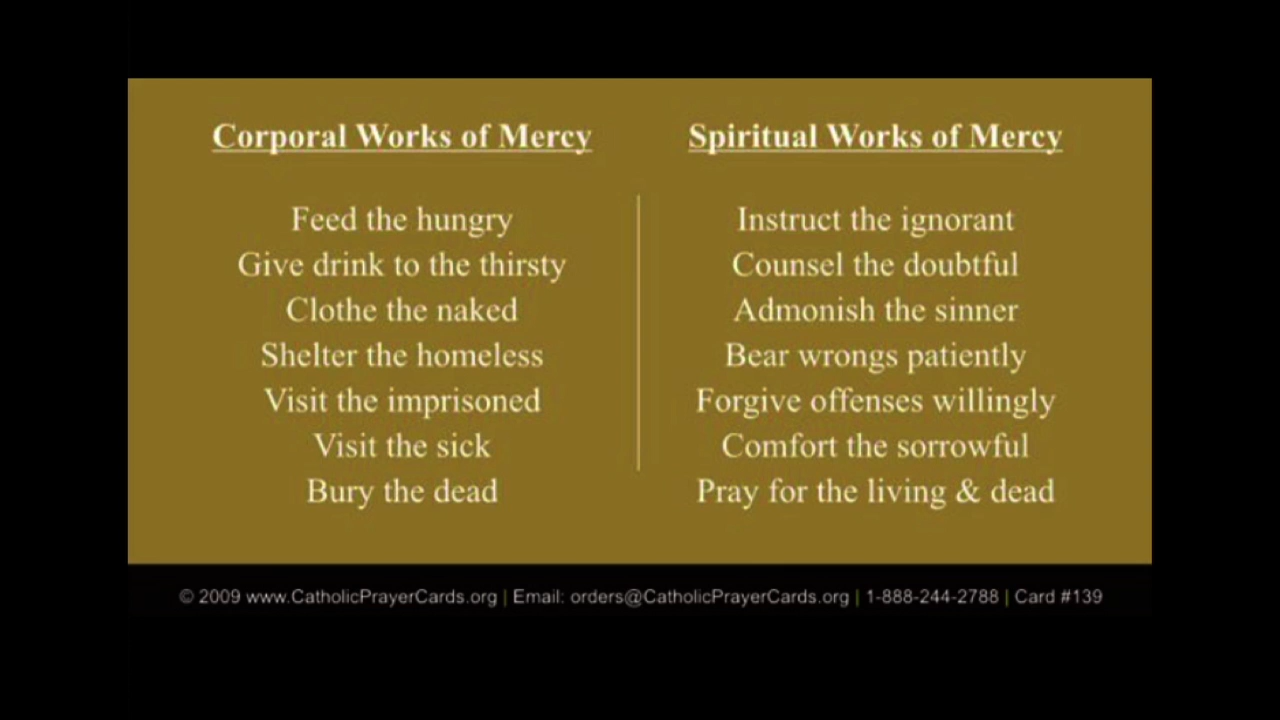 Corporal Works of Mercy
Feed the hungry
Give drink to the thirsty
Clothe the naked
Shelter the homeless
Visit the imprisoned
Visit the sick
Bury the dead
Spiritual Works of Mercy
Instruct the ignorant
Counsel the doubtful
Admonish the sinner
Bear wrongs patiently
Forgive offenses willingly
Comfort the sorrowful
Pray for the living & dead
© 2009 www.CatholicPrayerCards.org | Email: orders@CatholicPrayerCards.org | 1-888-244-2788 | Card #139